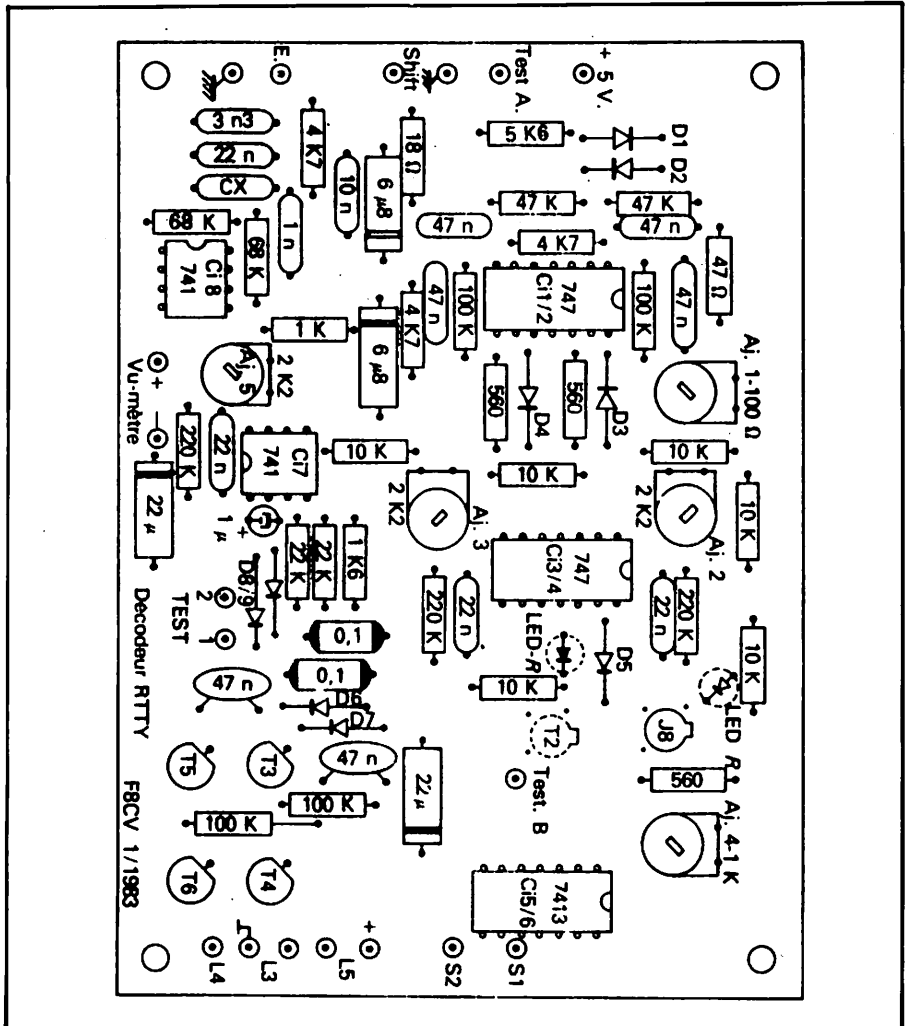 E.
Shift
Test A.
+ 5 V.
3 n3
22 n
CX
4 K7
10 n
6 µ8
18 Ω
5 K6
D1
D2
68 K
68 K
1 n
47 n
47 K
47 K
47 n
4 K7
47 Ω
Ci 8
741
1 K
6 µ8
4 K7
47 n
100 K
747
Ci1/2
100 K
47 n
+ —
Vu-mètre
Aj. 5
2 K2
560
D4
560
D3
Aj. 1-100 Ω
220 K
22 n
Ci7
741
10 K
10 K
10 K
22 µ
1 µ
+
2 K2
Aj. 3
2 K2
Aj. 2
10 K
22 K
22 K
1 K6
747
Ci3/4
D8/9
2
TEST
1
0,1
0,1
220 K
22 n
LED-R
D5
22 n
220 K
10 K
LED R
47 n
D6
D7
10 K
T2
J8
Decodeur RTTY
T5
T3
47 n
22 µ
Test. B
560
100 K
100 K
Aj. 4-1 K
F8CV 1/1983
T6
T4
7413
Ci5/6
L4
L3
L5
+
S2
S1